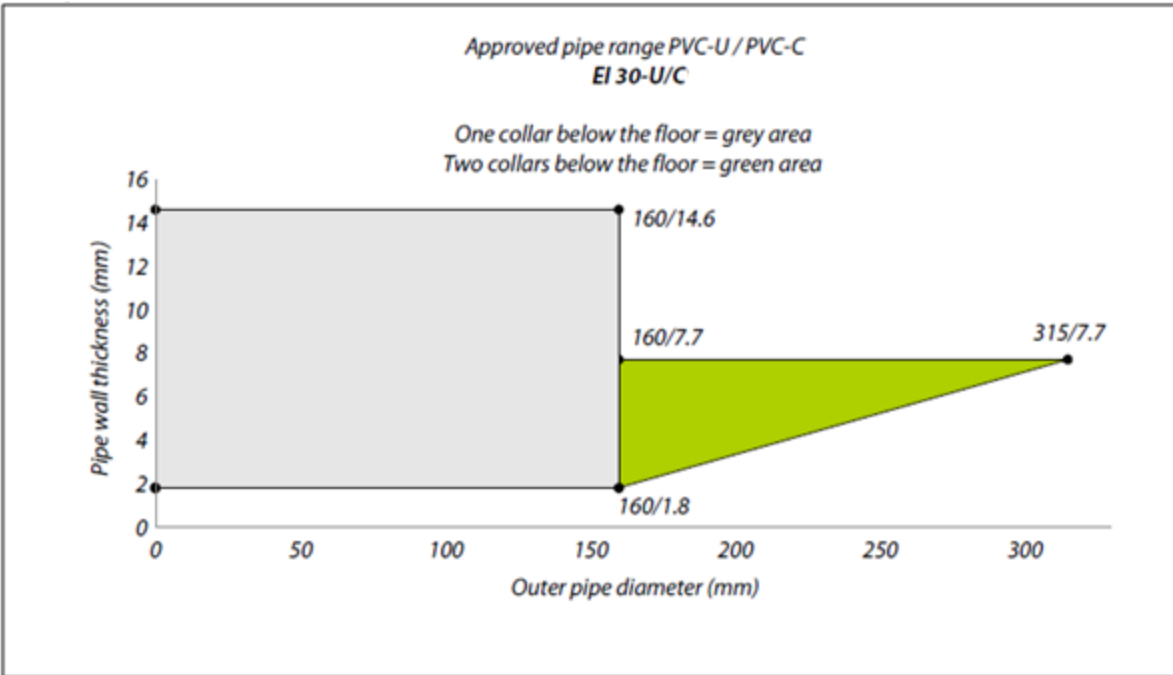 Approved pipe range PVC-U / PVC-C
EI 30-U/C
One collar below the floor = grey area
Two collars below the floor = green area
16
14
12
10
8
6
4
2
0
Pipe wall thickness (mm)
160/14.6
160/7.7
315/7.7
160/1.8
0 50 100 150 200 250 300
Outer pipe diameter (mm)